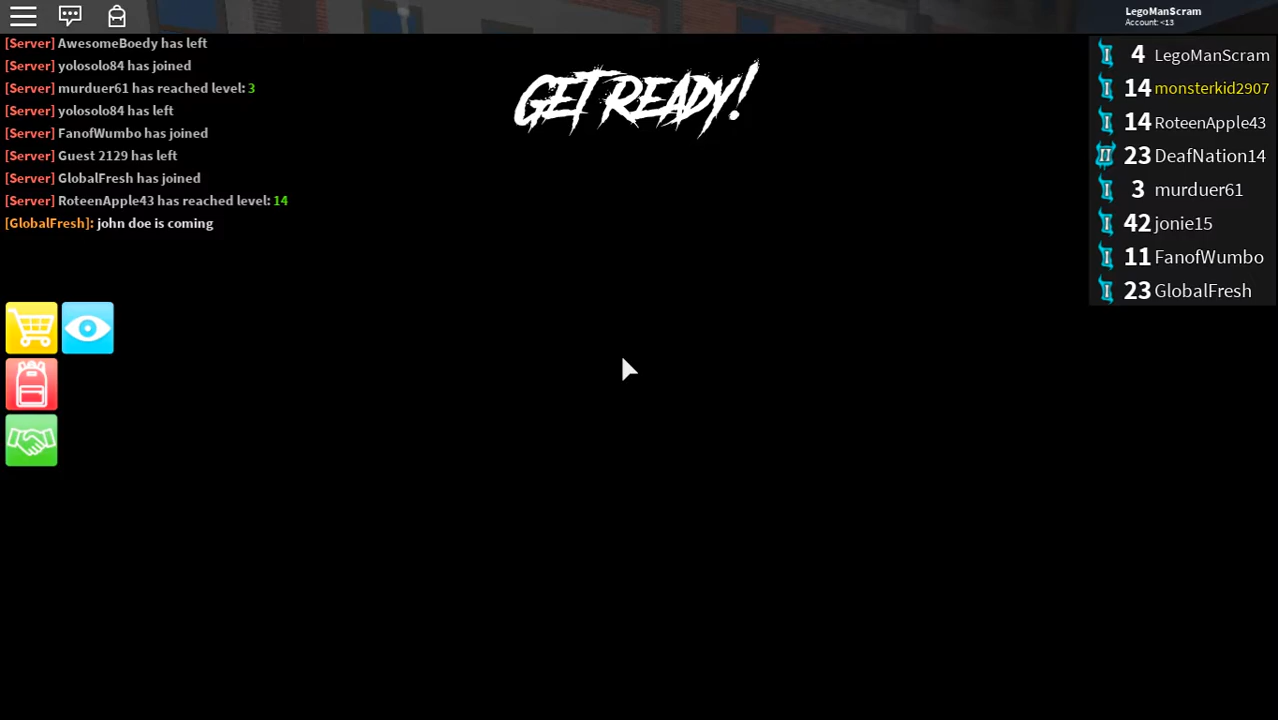 LegoManScram
Account: <13
[Server] AwesomeBoedy has left
[Server] yolosolo84 has joined
[Server] murduer61 has reached level: 3
[Server] yolosolo84 has left
[Server] FanofWumbo has joined
[Server] Guest 2129 has left
[Server] GlobalFresh has joined
[Server] RoteenApple43 has reached level: 14
[GlobalFresh]: john doe is coming
GET READY!
I 4 LegoManScram
I 14 monsterkid2907
I 14 RoteenApple43
II 23 DeafNation14
I 3 murduer61
I 42 jonie15
I 11 FanofWumbo
I 23 GlobalFresh